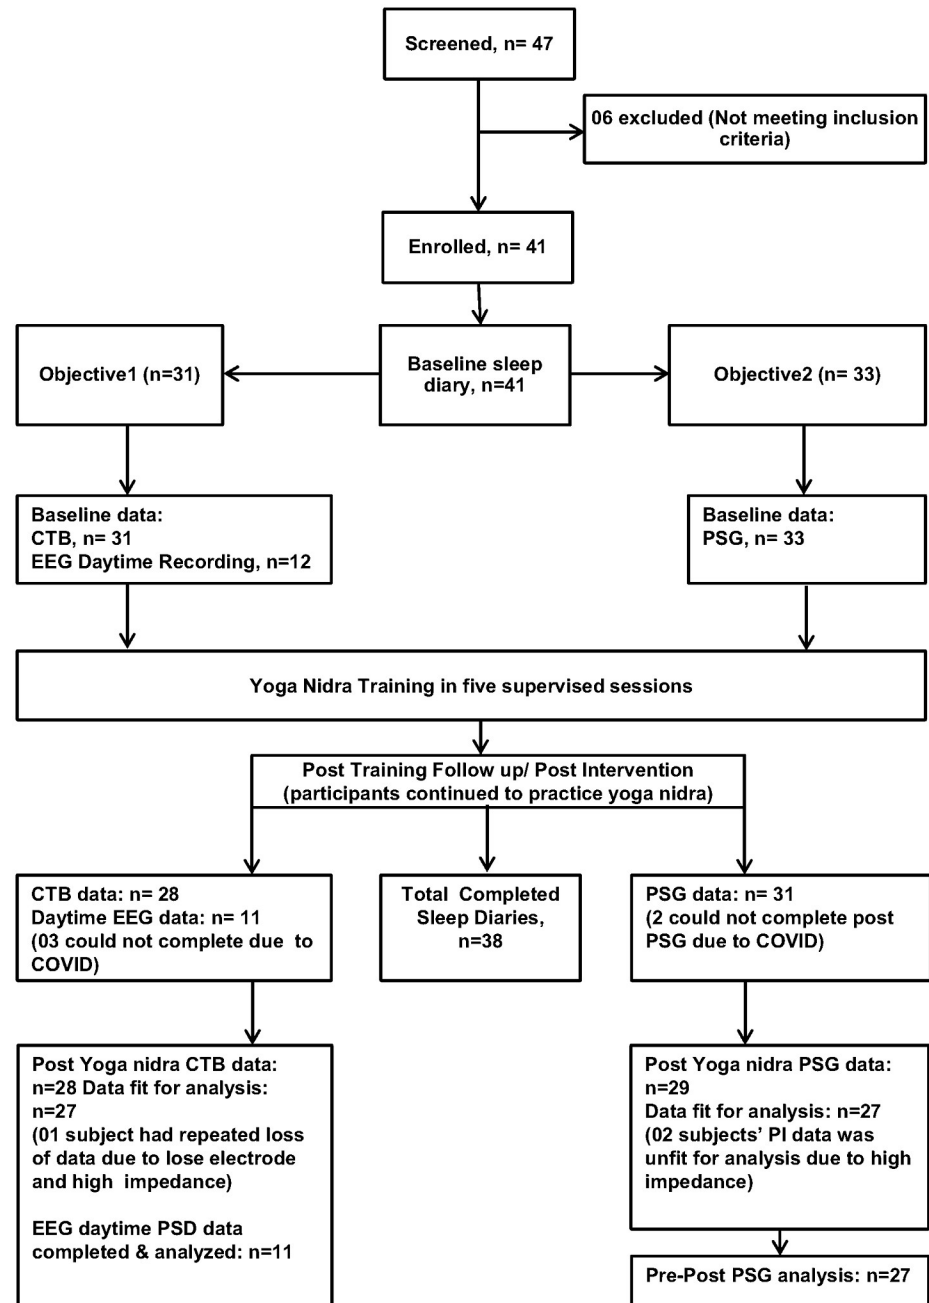 Screened, n= 47
06 excluded (Not meeting inclusion
criteria)
Enrolled, n= 41
Objective1 (n=31)
Baseline sleep
diary, n=41
Objective2 (n= 33)
Baseline data:
CTB, n= 31
EEG Daytime Recording, n=12
Baseline data:
PSG, n= 33
Yoga Nidra Training in five supervised sessions
Post Training Follow up/ Post Intervention
(participants continued to practice yoga nidra)
CTB data: n= 28
Daytime EEG data: n= 11
(03 could not complete due to
COVID)
Total Completed
Sleep Diaries,
n=38
PSG data: n= 31
(2 could not complete post
PSG due to COVID)
Post Yoga nidra CTB data:
n=28 Data fit for analysis:
n=27
(01 subject had repeated loss
of data due to lose electrode
and high impedance)
EEG daytime PSD data
completed & analyzed: n=11
Post Yoga nidra PSG data:
n=29
Data fit for analysis: n=27
(02 subjects' PI data was
unfit for analysis due to high
impedance)
Pre-Post PSG analysis: n=27